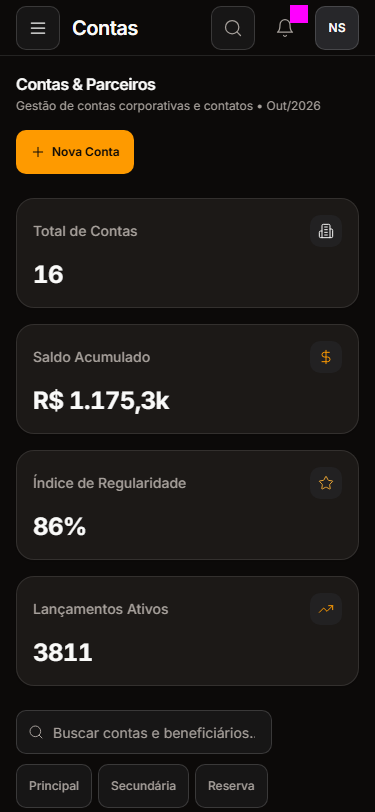 Contas
NS
Contas & Parceiros
Gestão de contas corporativas e contatos • Out/2026
Nova Conta
Total de Contas
16
Saldo Acumulado
R$ 1.175,3k
Índice de Regularidade
86%
Lançamentos Ativos
3811
Buscar contas e beneficiários..
Principal
Secundária
Reserva